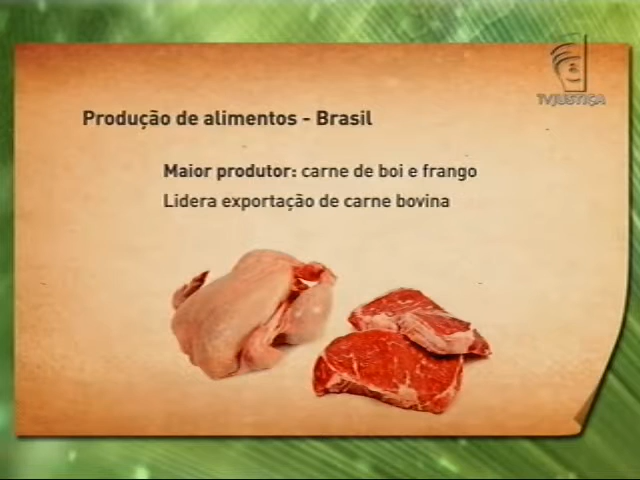 TVJUSTIÇA
Produção de alimentos - Brasil
Maior produtor: carne de boi e frango
Lidera exportação de carne bovina